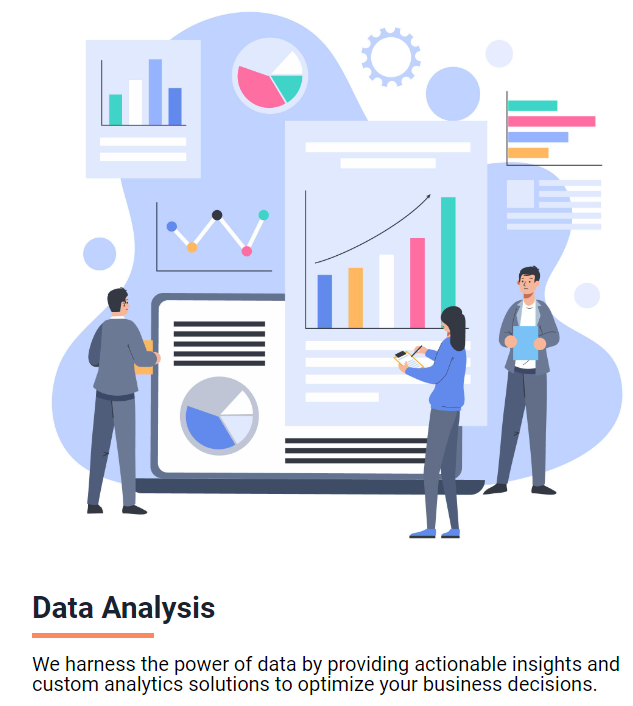 Data Analysis
We harness the power of data by providing actionable insights and
custom analytics solutions to optimize your business decisions.